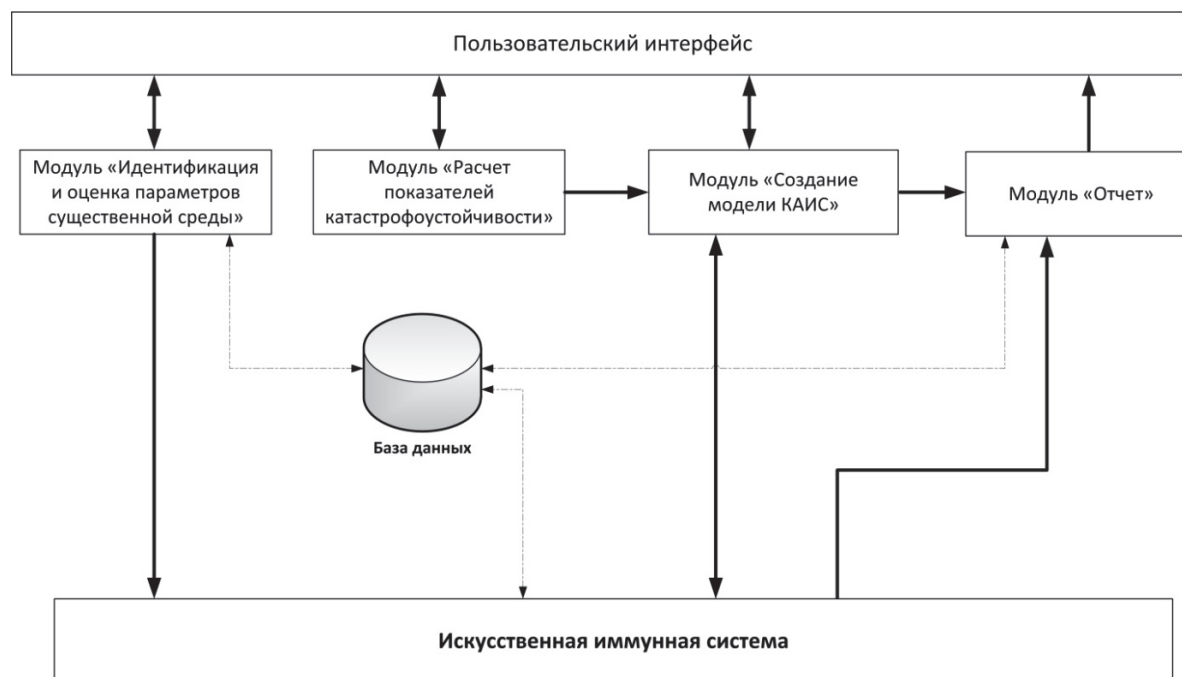 Пользовательский интерфейс
Модуль «Идентификация
и оценка параметров
существенной среды»
Модуль «Расчет
показателей
катастрофоустойчивости»
Модуль «Создание
модели КАИС»
Модуль «Отчет»
База данных
Искусственная иммунная система